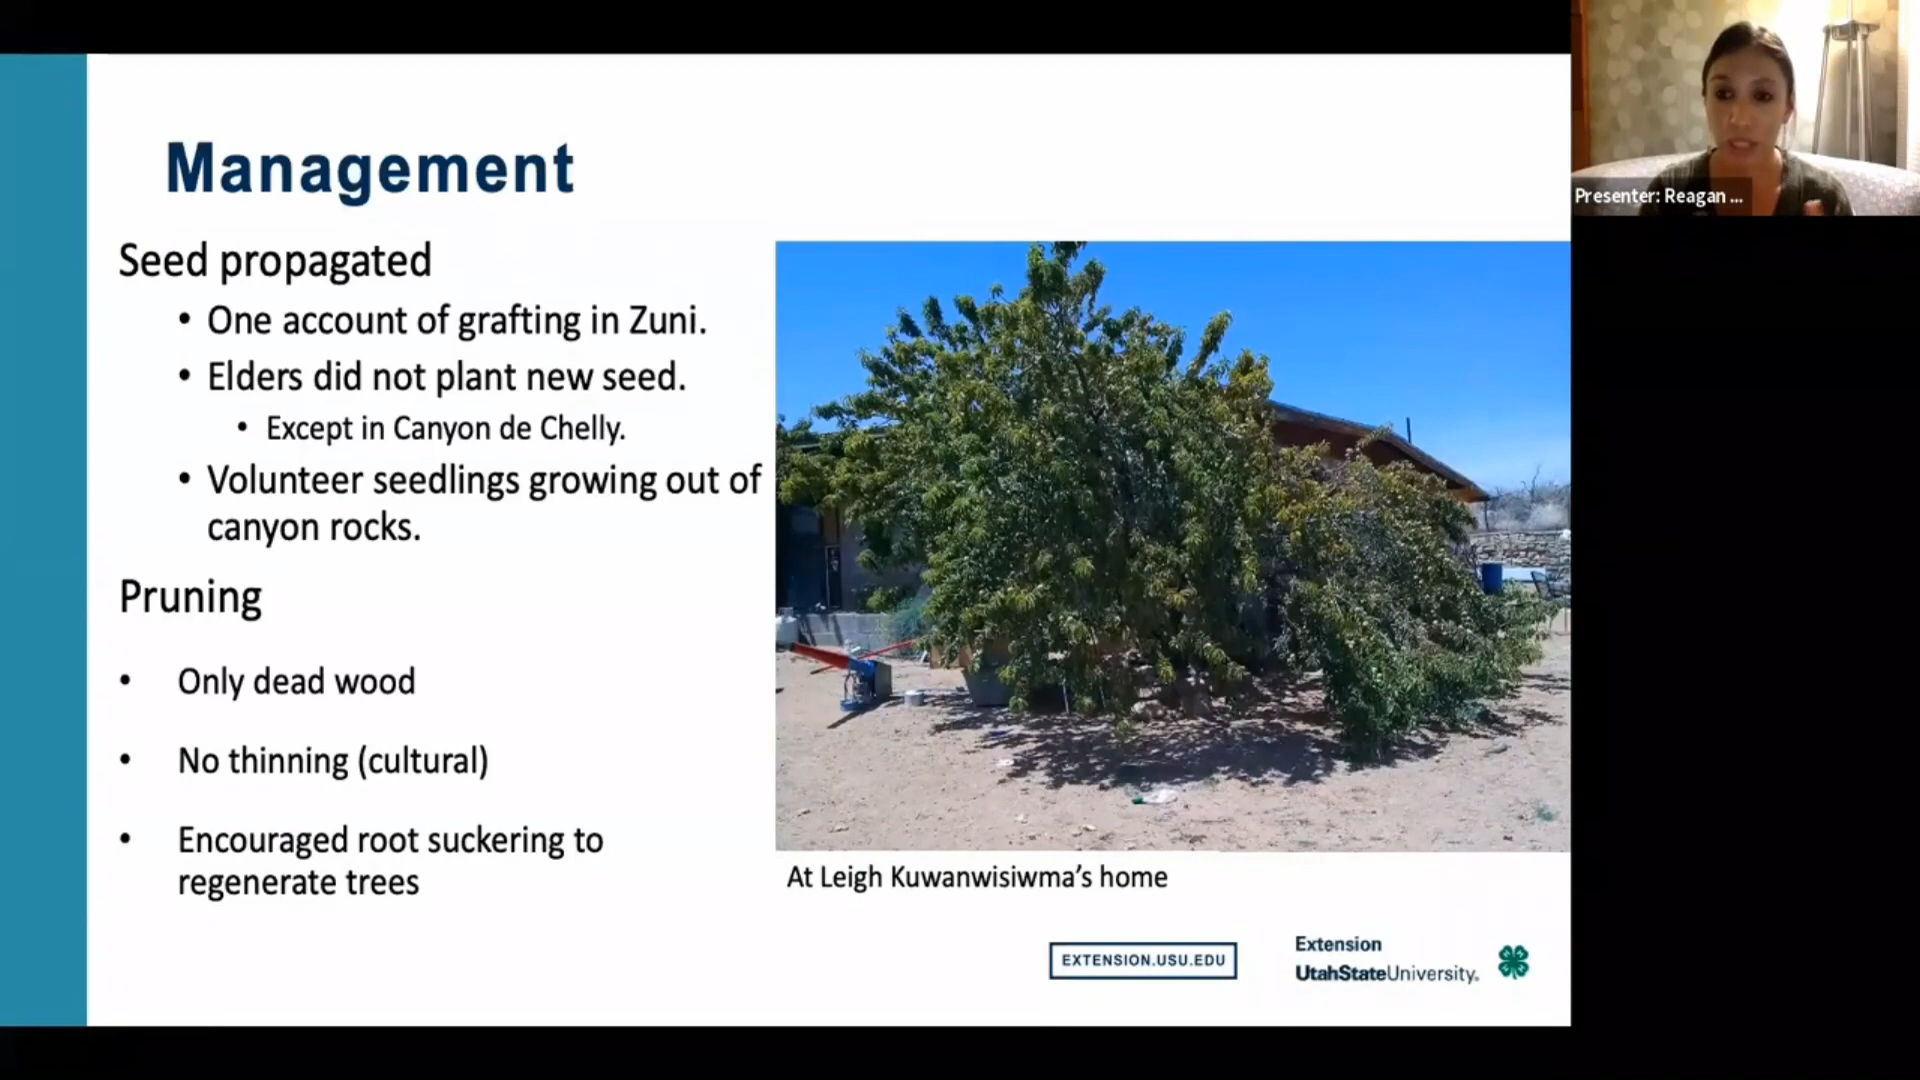 Management
Seed propagated
• One account of grafting in Zuni.
• Elders did not plant new seed.
• Except in Canyon de Chelly.
• Volunteer seedlings growing out of
canyon rocks.
Pruning
• Only dead wood
• No thinning (cultural)
• Encouraged root suckering to
regenerate trees
At Leigh Kuwanwisiwma’s home
EXTENSION.USU.EDU
Extension
UtahStateUniversity.
Presenter: Reagan ...